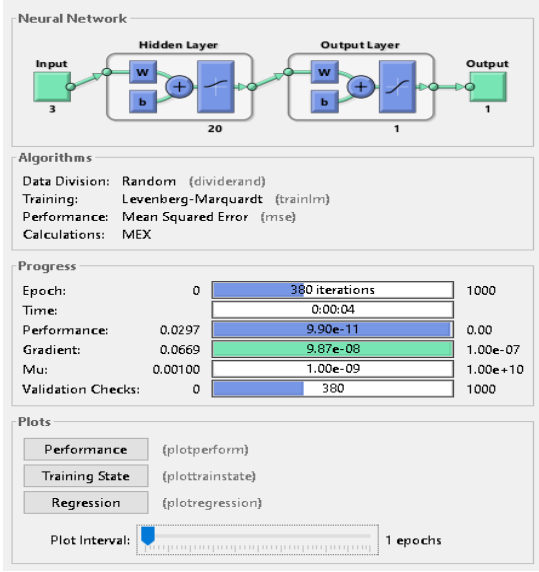 Neural Network
Hidden Layer
Output Layer
Input
W
b
+
W
b
+
Output
3
20
1
1
Algorithms
Data Division: Random (dividerand)
Training: Levenberg-Marquardt (trainlm)
Performance: Mean Squared Error (mse)
Calculations: MEX
Progress
Epoch: 0 380 iterations 1000
Time: 0:00:04
Performance: 0.0297 9.90e-11 0.00
Gradient: 0.0669 9.87e-08 1.00e-07
Mu: 0.00100 1.00e-09 1.00e+10
Validation Checks: 0 380 1000
Plots
Performance (plotperform)
Training State (plottrainstate)
Regression (plotregression)
Plot Interval: 1 epochs